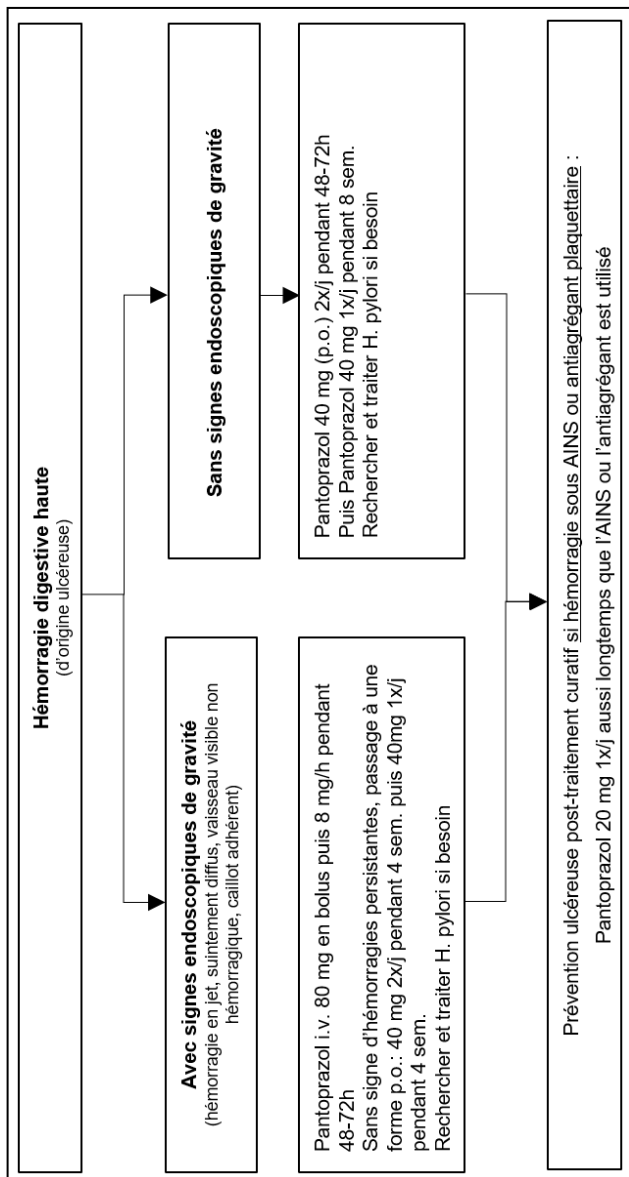 Hémorragie digestive haute
(d'origine ulcéreuse)
Avec signes endoscopiques de gravité
(hémorragie en jet, suintement diffus, vaisseau visible non
hémorragique, caillot adhérent)
Sans signes endoscopiques de gravité
Pantoprazol i.v. 80 mg en bolus puis 8 mg/h pendant
48-72h
Sans signe d'hémorragies persistantes, passage à une
forme p.o.: 40 mg 2x/j pendant 4 sem. puis 40mg 1x/j
pendant 4 sem.
Rechercher et traiter H. pylori si besoin
Pantoprazol 40 mg (p.o.) 2x/j pendant 48-72h
Puis Pantoprazol 40 mg 1x/j pendant 8 sem.
Rechercher et traiter H. pylori si besoin
Prévention ulcéreuse post-traitement curatif si hémorragie sous AINS ou antiagrégant plaquettaire :
Pantoprazol 20 mg 1x/j aussi longtemps que l'AINS ou l'antiagrégant est utilisé